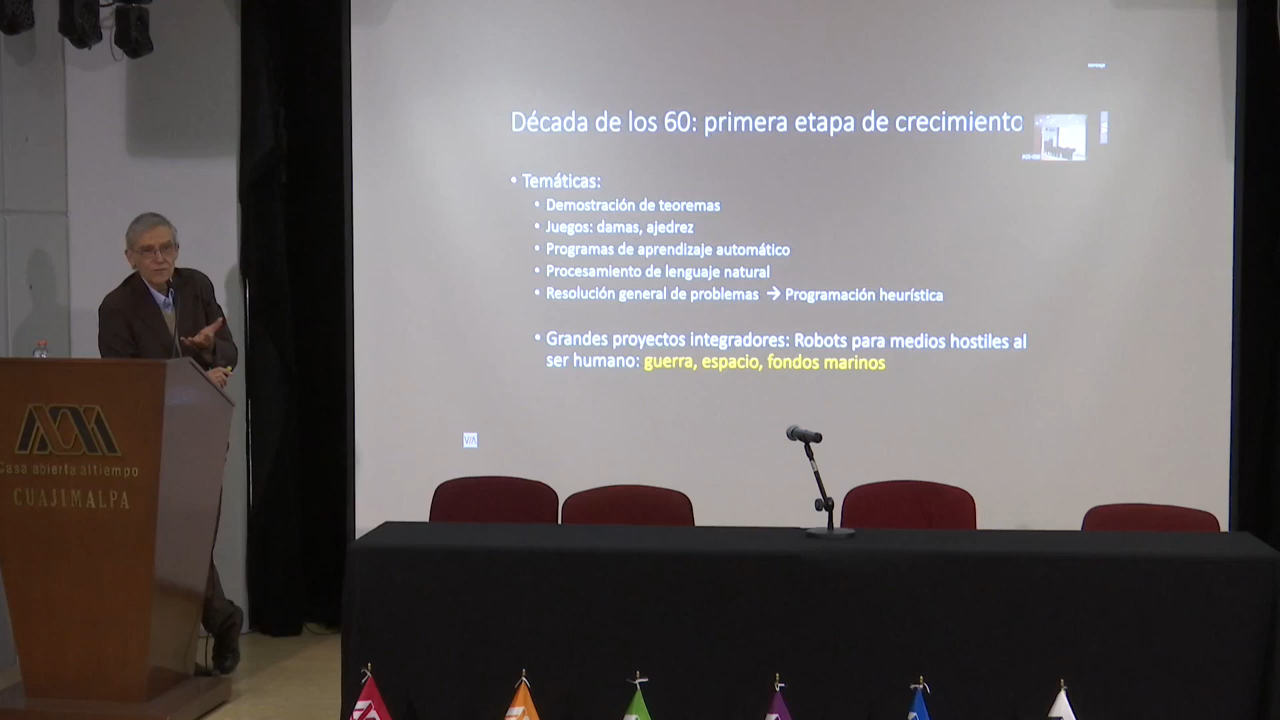 Década de los 60: primera etapa de crecimiento
• Temáticas:
• Demostración de teoremas
• Juegos: damas, ajedrez
• Programas de aprendizaje automático
• Procesamiento de lenguaje natural
• Resolución general de problemas → Programación heurística
• Grandes proyectos integradores: Robots para medios hostiles al
ser humano: guerra, espacio, fondos marinos
Casa abierta al tiempo
CUAJIMALPA